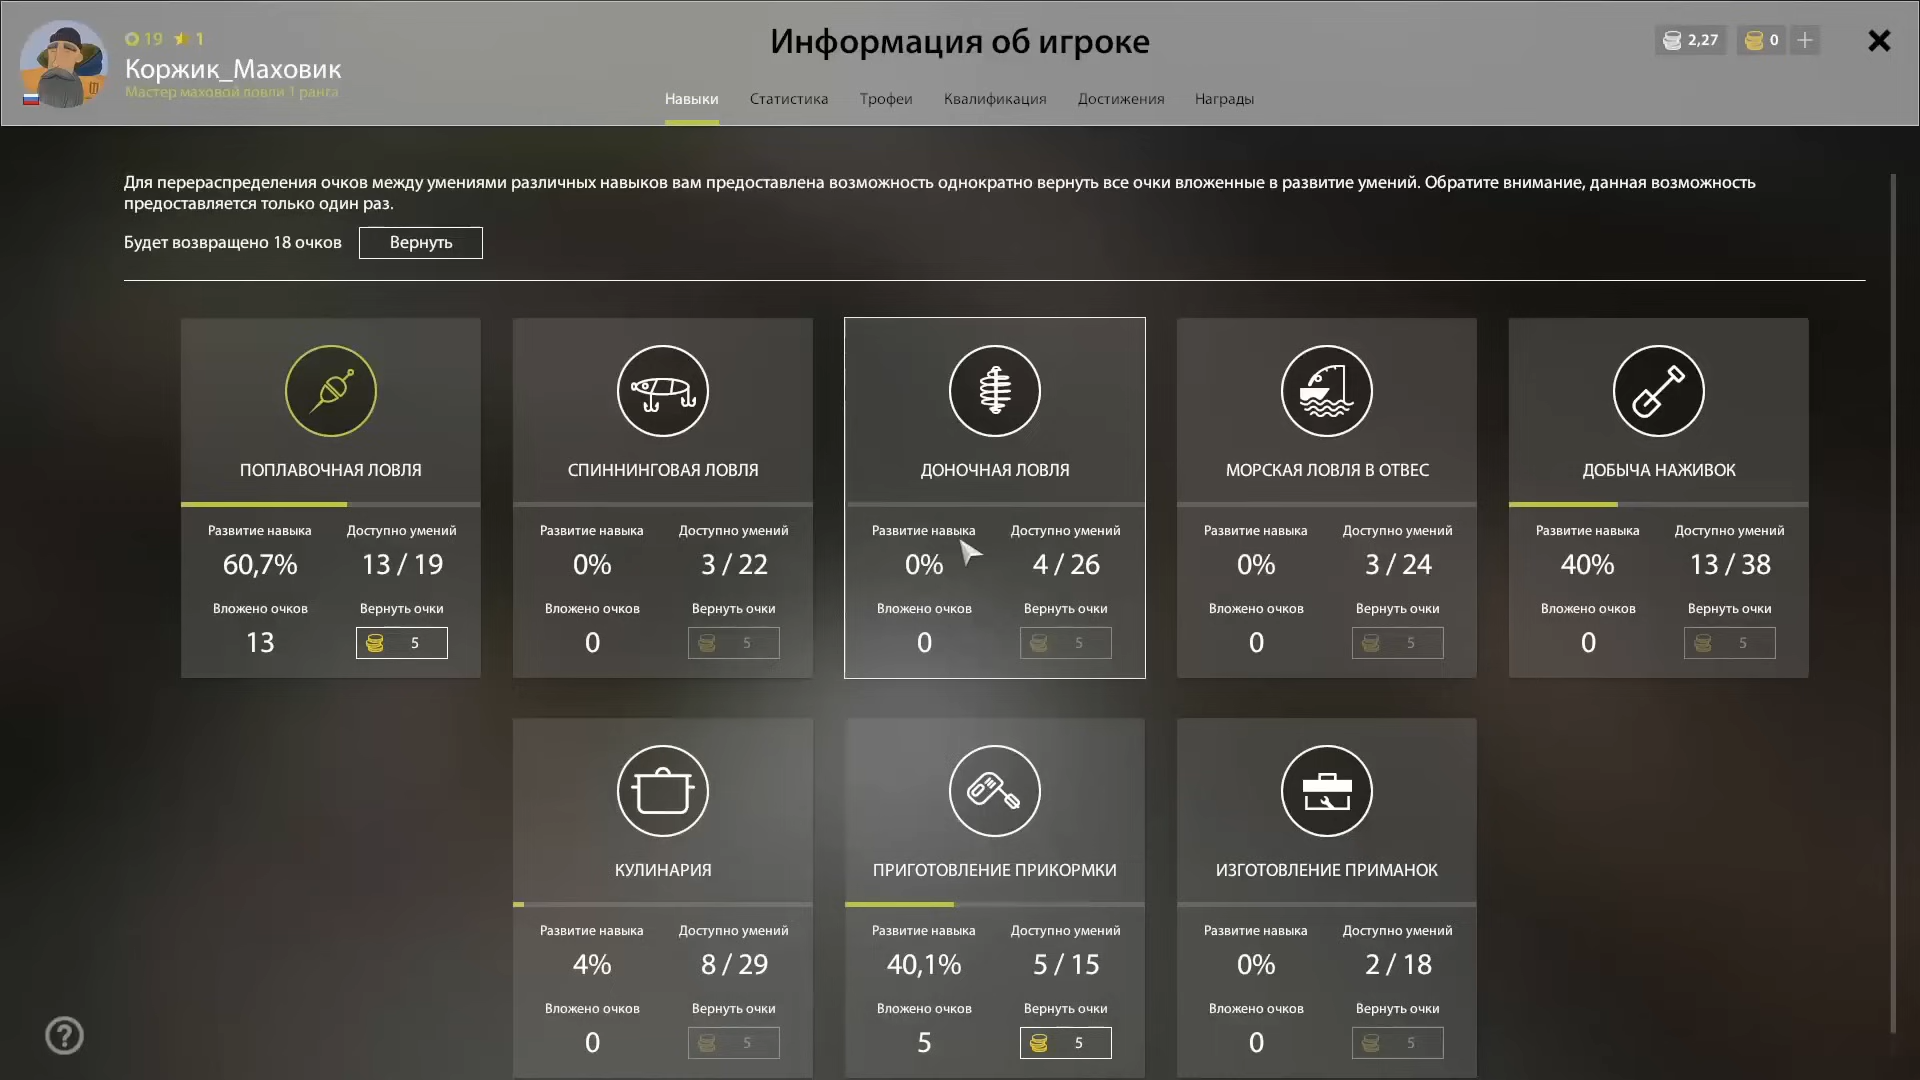 19 1
Информация об игроке
2,27 0
Коржик_Маховик
Мастер маховой ловли 1 ранга
Навыки Статистика Трофеи Квалификация Достижения Награды
Для перераспределения очков между умениями различных навыков вам предоставлена возможность однократно вернуть все очки вложенные в развитие умений. Обратите внимание, данная возможность
предоставляется только один раз.
Будет возвращено 18 очков Вернуть
ПОПЛАВОЧНАЯ ЛОВЛЯ
Развитие навыка Доступно умений
60,7% 13 / 19
Вложено очков Вернуть очки
13 5
СПИННИНГОВАЯ ЛОВЛЯ
Развитие навыка Доступно умений
0% 3 / 22
Вложено очков Вернуть очки
0 5
ДОНОЧНАЯ ЛОВЛЯ
Развитие навыка Доступно умений
0% 4 / 26
Вложено очков Вернуть очки
0 5
МОРСКАЯ ЛОВЛЯ В ОТВЕС
Развитие навыка Доступно умений
0% 3 / 24
Вложено очков Вернуть очки
0 5
ДОБЫЧА НАЖИВОК
Развитие навыка Доступно умений
40% 13 / 38
Вложено очков Вернуть очки
0 5
КУЛИНАРИЯ
Развитие навыка Доступно умений
4% 8 / 29
Вложено очков Вернуть очки
0 5
ПРИГОТОВЛЕНИЕ ПРИКОРМКИ
Развитие навыка Доступно умений
40,1% 5 / 15
Вложено очков Вернуть очки
5 5
ИЗГОТОВЛЕНИЕ ПРИМАНОК
Развитие навыка Доступно умений
0% 2 / 18
Вложено очков Вернуть очки
0 5